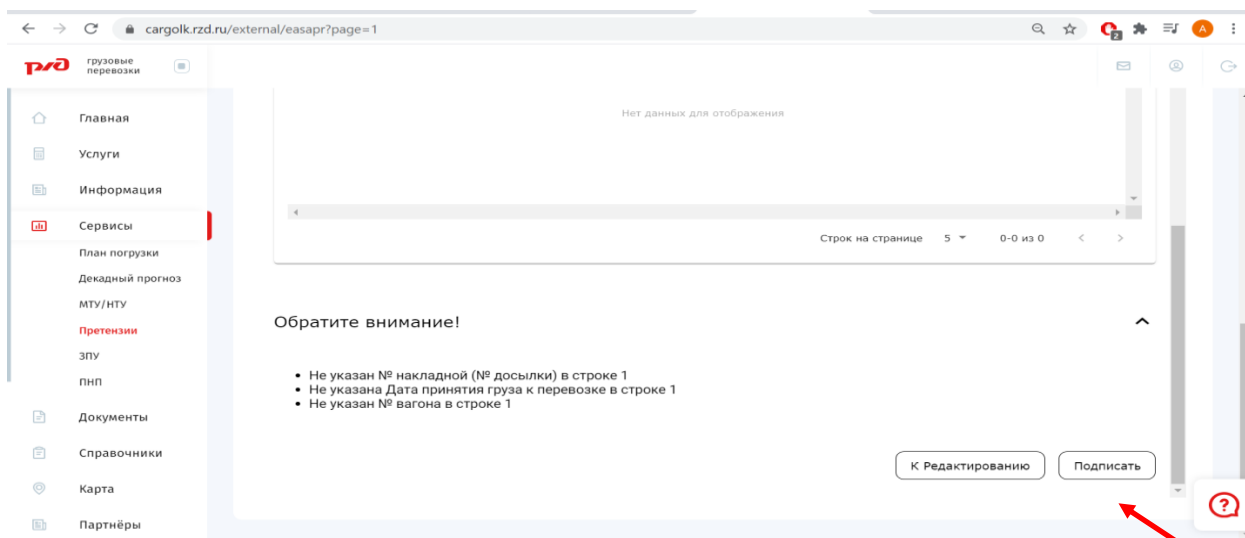 cargolk.rzd.ru/external/easapr?page=1
2
A
ржд
грузовые
перевозки
Главная
Услуги
Информация
Сервисы
План погрузки
Декадный прогноз
МТУ/НТУ
Претензии
ЗПУ
ПНП
Документы
Справочники
Карта
Партнёры
Нет данных для отображения
Строк на странице 5 0-0 из 0
Обратите внимание!
• Не указан № накладной (№ досылки) в строке 1
• Не указана Дата принятия груза к перевозке в строке 1
• Не указан № вагона в строке 1
К Редактированию Подписать
?